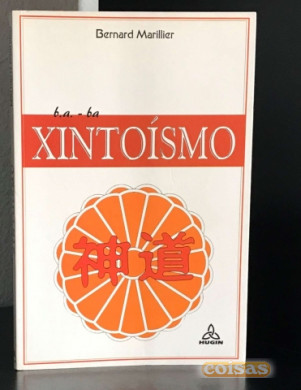 Bernard Marillier
b.a. - ba
XINTOÍSMO
神道
HUGIN
coisas